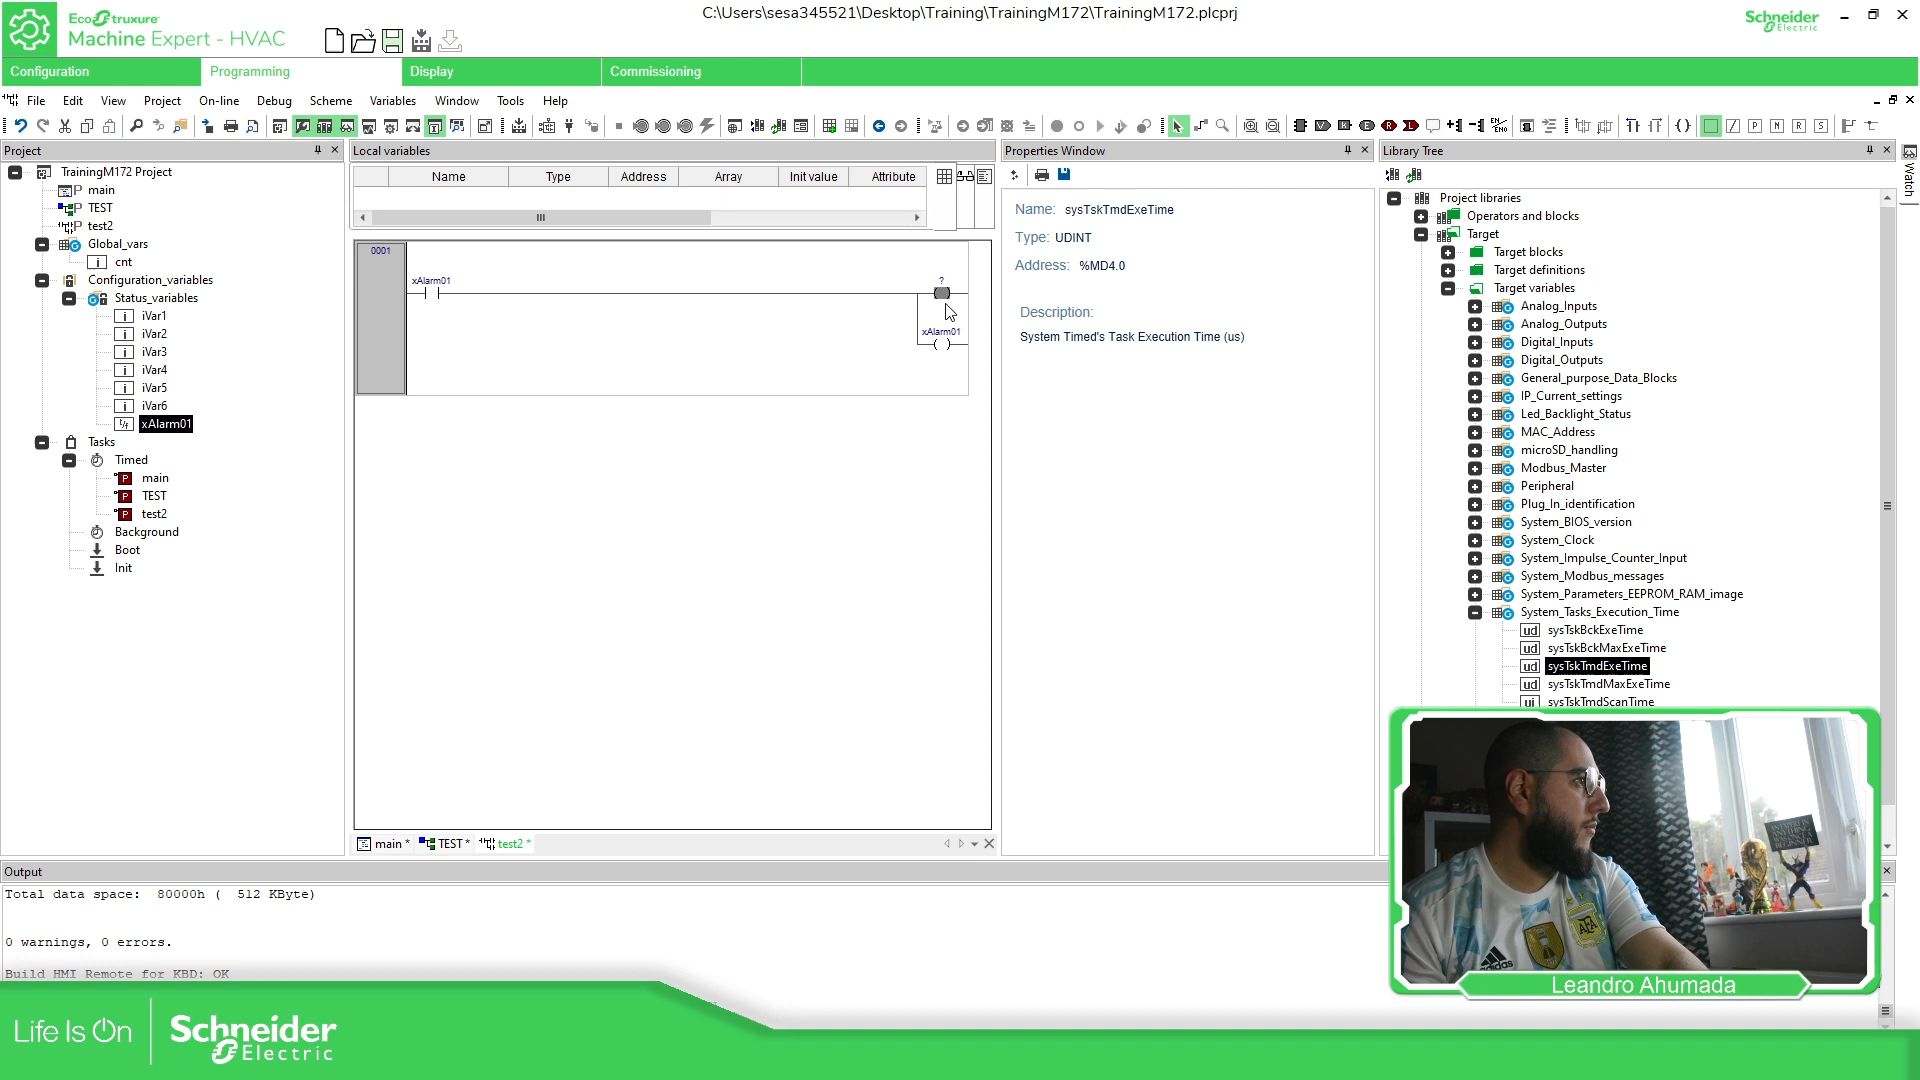 C:\Users\sesa345521\Desktop\Training\TrainingM172\TrainingM172.plcprj
EcoStruxure
Machine Expert - HVAC
Schneider Electric
Configuration
Programming
Display
Commissioning
File Edit View Project On-line Debug Scheme Variables Window Tools Help
Project
TrainingM172 Project
main
TEST
test2
Global_vars
cnt
Configuration_variables
Status_variables
iVar1
iVar2
iVar3
iVar4
iVar5
iVar6
xAlarm01
Tasks
Timed
main
TEST
test2
Background
Boot
Init
Local variables
Name Type Address Array Init value Attribute
0001
xAlarm01
?
xAlarm01
main *
TEST *
test2 *
Properties Window
Name: sysTskTmdExeTime
Type: UDINT
Address: %MD4.0
Description:
System Timed's Task Execution Time (us)
Library Tree
Watch
Project libraries
Operators and blocks
Target
Target blocks
Target definitions
Target variables
Analog_Inputs
Analog_Outputs
Digital_Inputs
Digital_Outputs
General_purpose_Data_Blocks
IP_Current_settings
Led_Backlight_Status
MAC_Address
microSD_handling
Modbus_Master
Peripheral
Plug_In_identification
System_BIOS_version
System_Clock
System_Impulse_Counter_Input
System_Modbus_messages
System_Parameters_EEPROM_RAM_image
System_Tasks_Execution_Time
sysTskBckExeTime
sysTskBckMaxExeTime
sysTskTmdExeTime
sysTskTmdMaxExeTime
sysTskTmdScanTime
Output
Total data space: 80000h ( 512 KByte)
0 warnings, 0 errors.
Build HMI Remote for KBD: OK
adidas
AFA
Leandro Ahumada
Life Is On
Schneider Electric